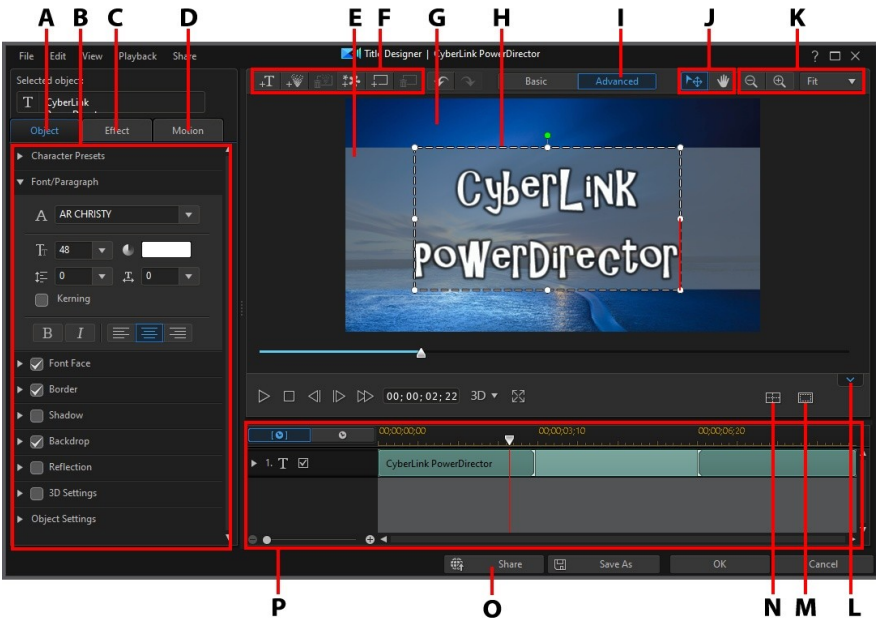 A B C D E F G H I J K
File Edit View Playback Share Title Designer | CyberLink PowerDirector ?
Selected object:
T CyberLink
+T Basic Advanced Fit
Object Effect Motion
Character Presets
Font/Paragraph
A AR CHRISTY
48
0 0
Kerning
B I
Font Face
Border
Shadow
Backdrop
Reflection
3D Settings
Object Settings
CyberLink
PowerDirector
00;00;02;22 3D
00;00;00;00 00;00;03;10 00;00;06;20
1. T CyberLink PowerDirector
Share Save As OK Cancel
P O N M L